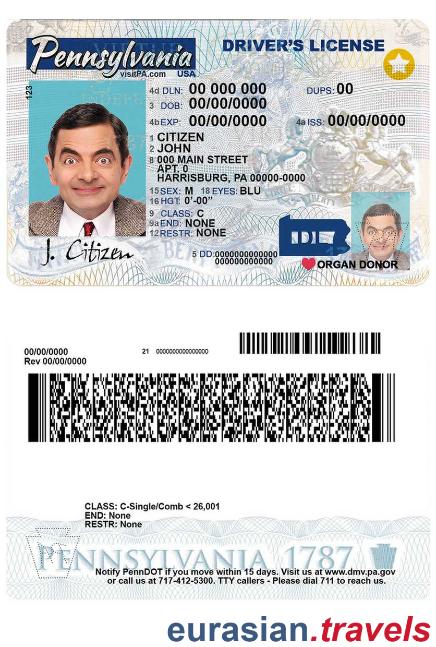 Pennsylvania
visitPA.com USA
DRIVER'S LICENSE
123
4d DLN: 00 000 000 DUPS: 00
3 DOB: 00/00/0000
4b EXP: 00/00/0000 4a ISS: 00/00/0000
1 CITIZEN
2 JOHN
8 000 MAIN STREET
APT. 0
HARRISBURG, PA 00000-0000
15 SEX: M 18 EYES: BLU
16 HGT: 0'-00"
9 CLASS: C
9a END: NONE
12 RESTR: NONE
J. Citizen
5 DD: 0000000000000
0000000000000
ORGAN DONOR
00/00/0000
Rev 00/00/0000
21 0000000000000000
CLASS: C-Single/Comb < 26,001
END: None
RESTR: None
PENNSYLVANIA 1787
Notify PennDOT if you move within 15 days. Visit us at www.dmv.pa.gov
or call us at 717-412-5300. TTY callers - Please dial 711 to reach us.
eurasian.travels